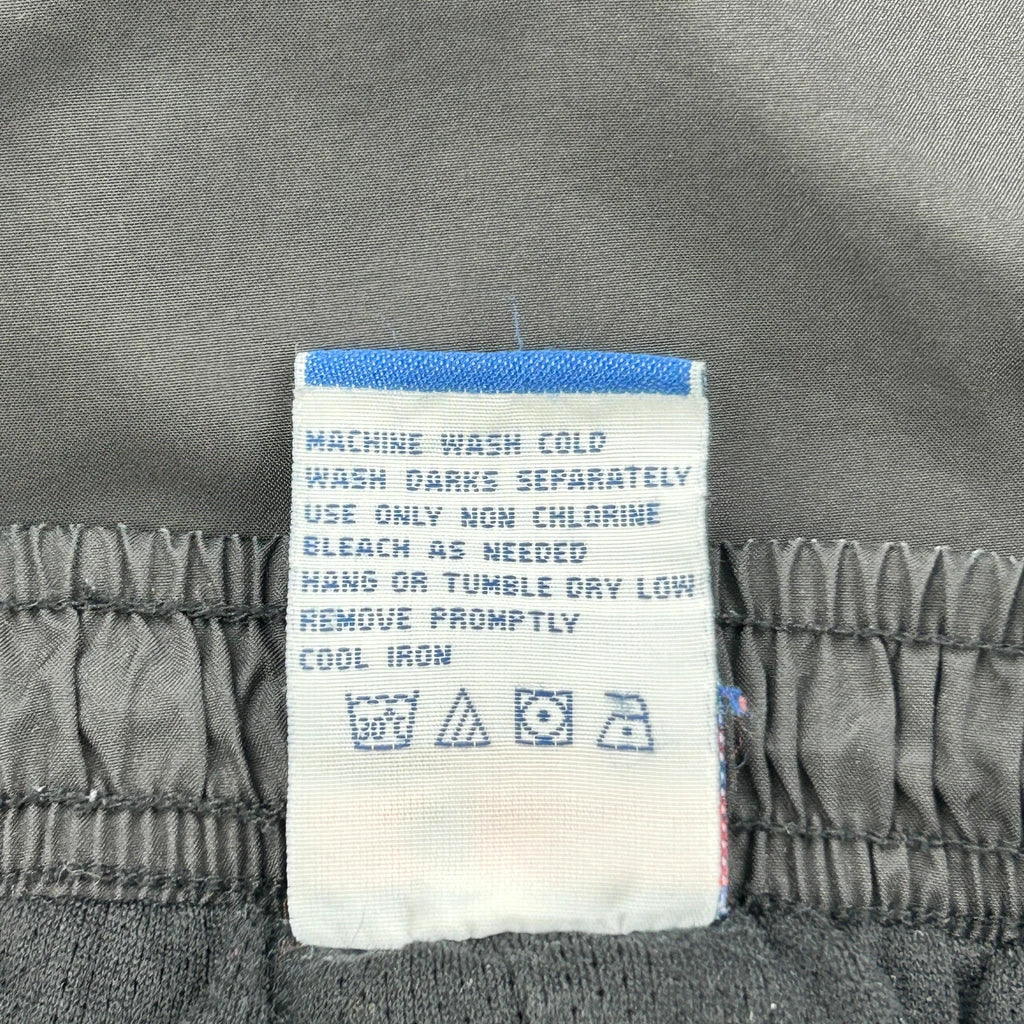 MACHINE WASH COLD
WASH DARKS SEPARATELY
USE ONLY NON CHLORINE
BLEACH AS NEEDED
HANG OR TUMBLE DRY LOW
REMOVE PROMPTLY
COOL IRON
30°C